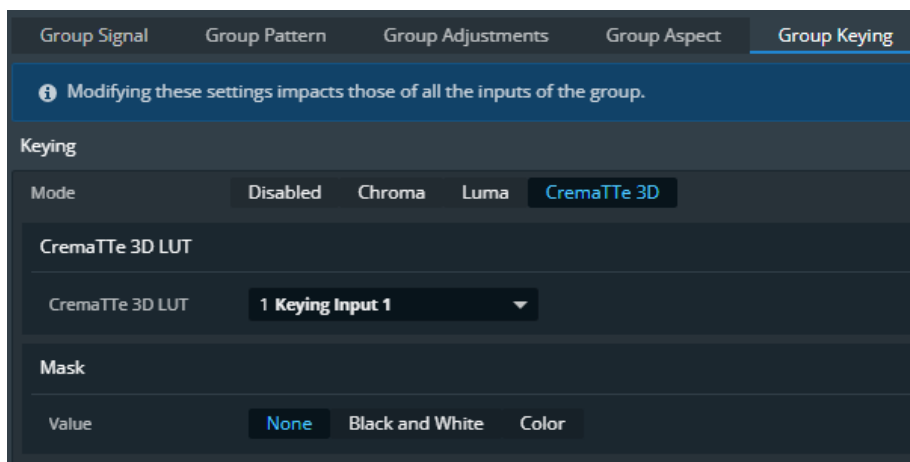 Group Signal Group Pattern Group Adjustments Group Aspect Group Keying
Modifying these settings impacts those of all the inputs of the group.
Keying
Mode Disabled Chroma Luma CremaTTe 3D
CremaTTe 3D LUT
CremaTTe 3D LUT 1 Keying Input 1
Mask
Value None Black and White Color